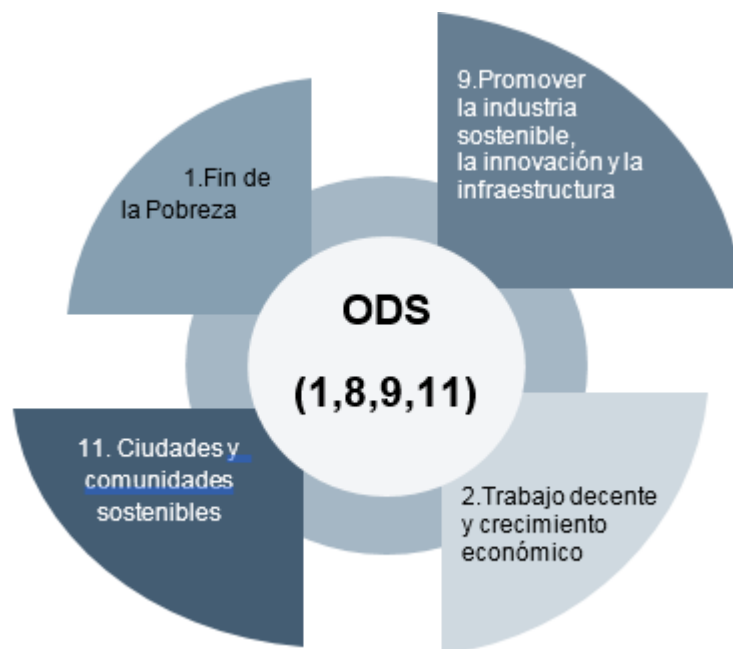 1.Fin de
la Pobreza
9.Promover
la industria
sostenible,
la innovación y la
infraestructura
ODS
(1,8,9,11)
11. Ciudades y
comunidades
sostenibles
2.Trabajo decente
y crecimiento
económico